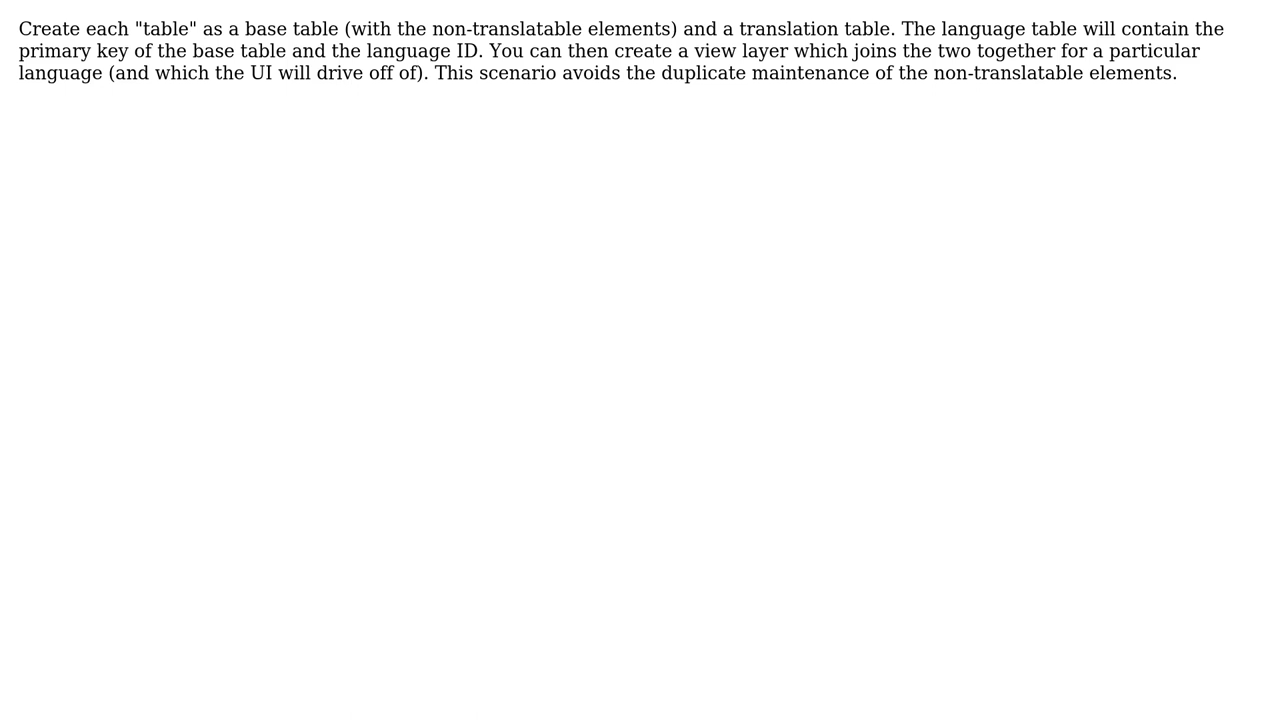 Create each "table" as a base table (with the non-translatable elements) and a translation table. The language table will contain the
primary key of the base table and the language ID. You can then create a view layer which joins the two together for a particular
language (and which the UI will drive off of). This scenario avoids the duplicate maintenance of the non-translatable elements.